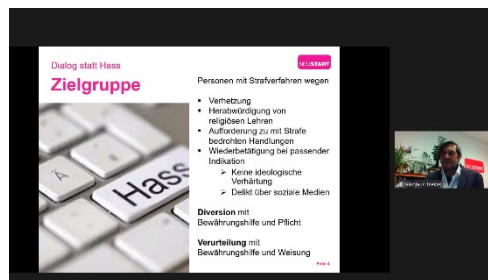 Dialog statt Hass
Zielgruppe
NEUSTART
Personen mit Strafverfahren wegen
▪ Verhetzung
▪ Herabwürdigung von
religiösen Lehren
▪ Aufforderung zu mit Strafe
bedrohten Handlungen
▪ Wiederbetätigung bei passender
Indikation
➢ Keine ideologische
Verhärtung
➢ Delikt über soziale Medien
Diversion mit
Bewährungshilfe und Pflicht
Verurteilung mit
Bewährungshilfe und Weisung
Ä
Hass